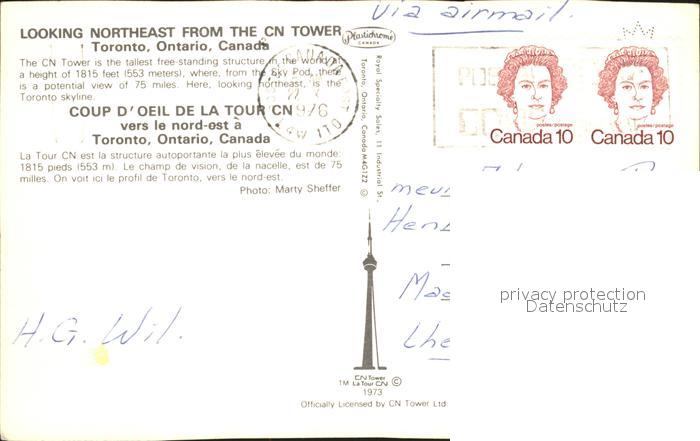 via airmail.
LOOKING NORTHEAST FROM THE CN TOWER
Toronto, Ontario, Canada
The CN Tower is the tallest free-standing structure in the world at
a height of 1815 feet (553 meters), where, from the Sky Pod, there
is a potential view of 75 miles. Here, looking northeast, is the
Toronto skyline.
COUP D'OEIL DE LA TOUR CN
vers le nord-est à
Toronto, Ontario, Canada
La Tour CN est la structure autoportante la plus élevée du monde:
1815 pieds (553 m). Le champ de vision, de la nacelle, est de 75
milles. On voit ici le profil de Toronto, vers le nord-est.
Photo: Marty Sheffer
Plastichrome
CANADA
Royal Specialty Sales, 11 Industrial St.,
Toronto, Ontario, Canada M4G1Z2 ©
1976
postes/postage
Canada 10
postes/postage
Canada 10
H.G. Wil.
CN Tower
TM La Tour CN ©
1973
Officially Licensed by CN Tower Ltd
privacy protection
Datenschutz